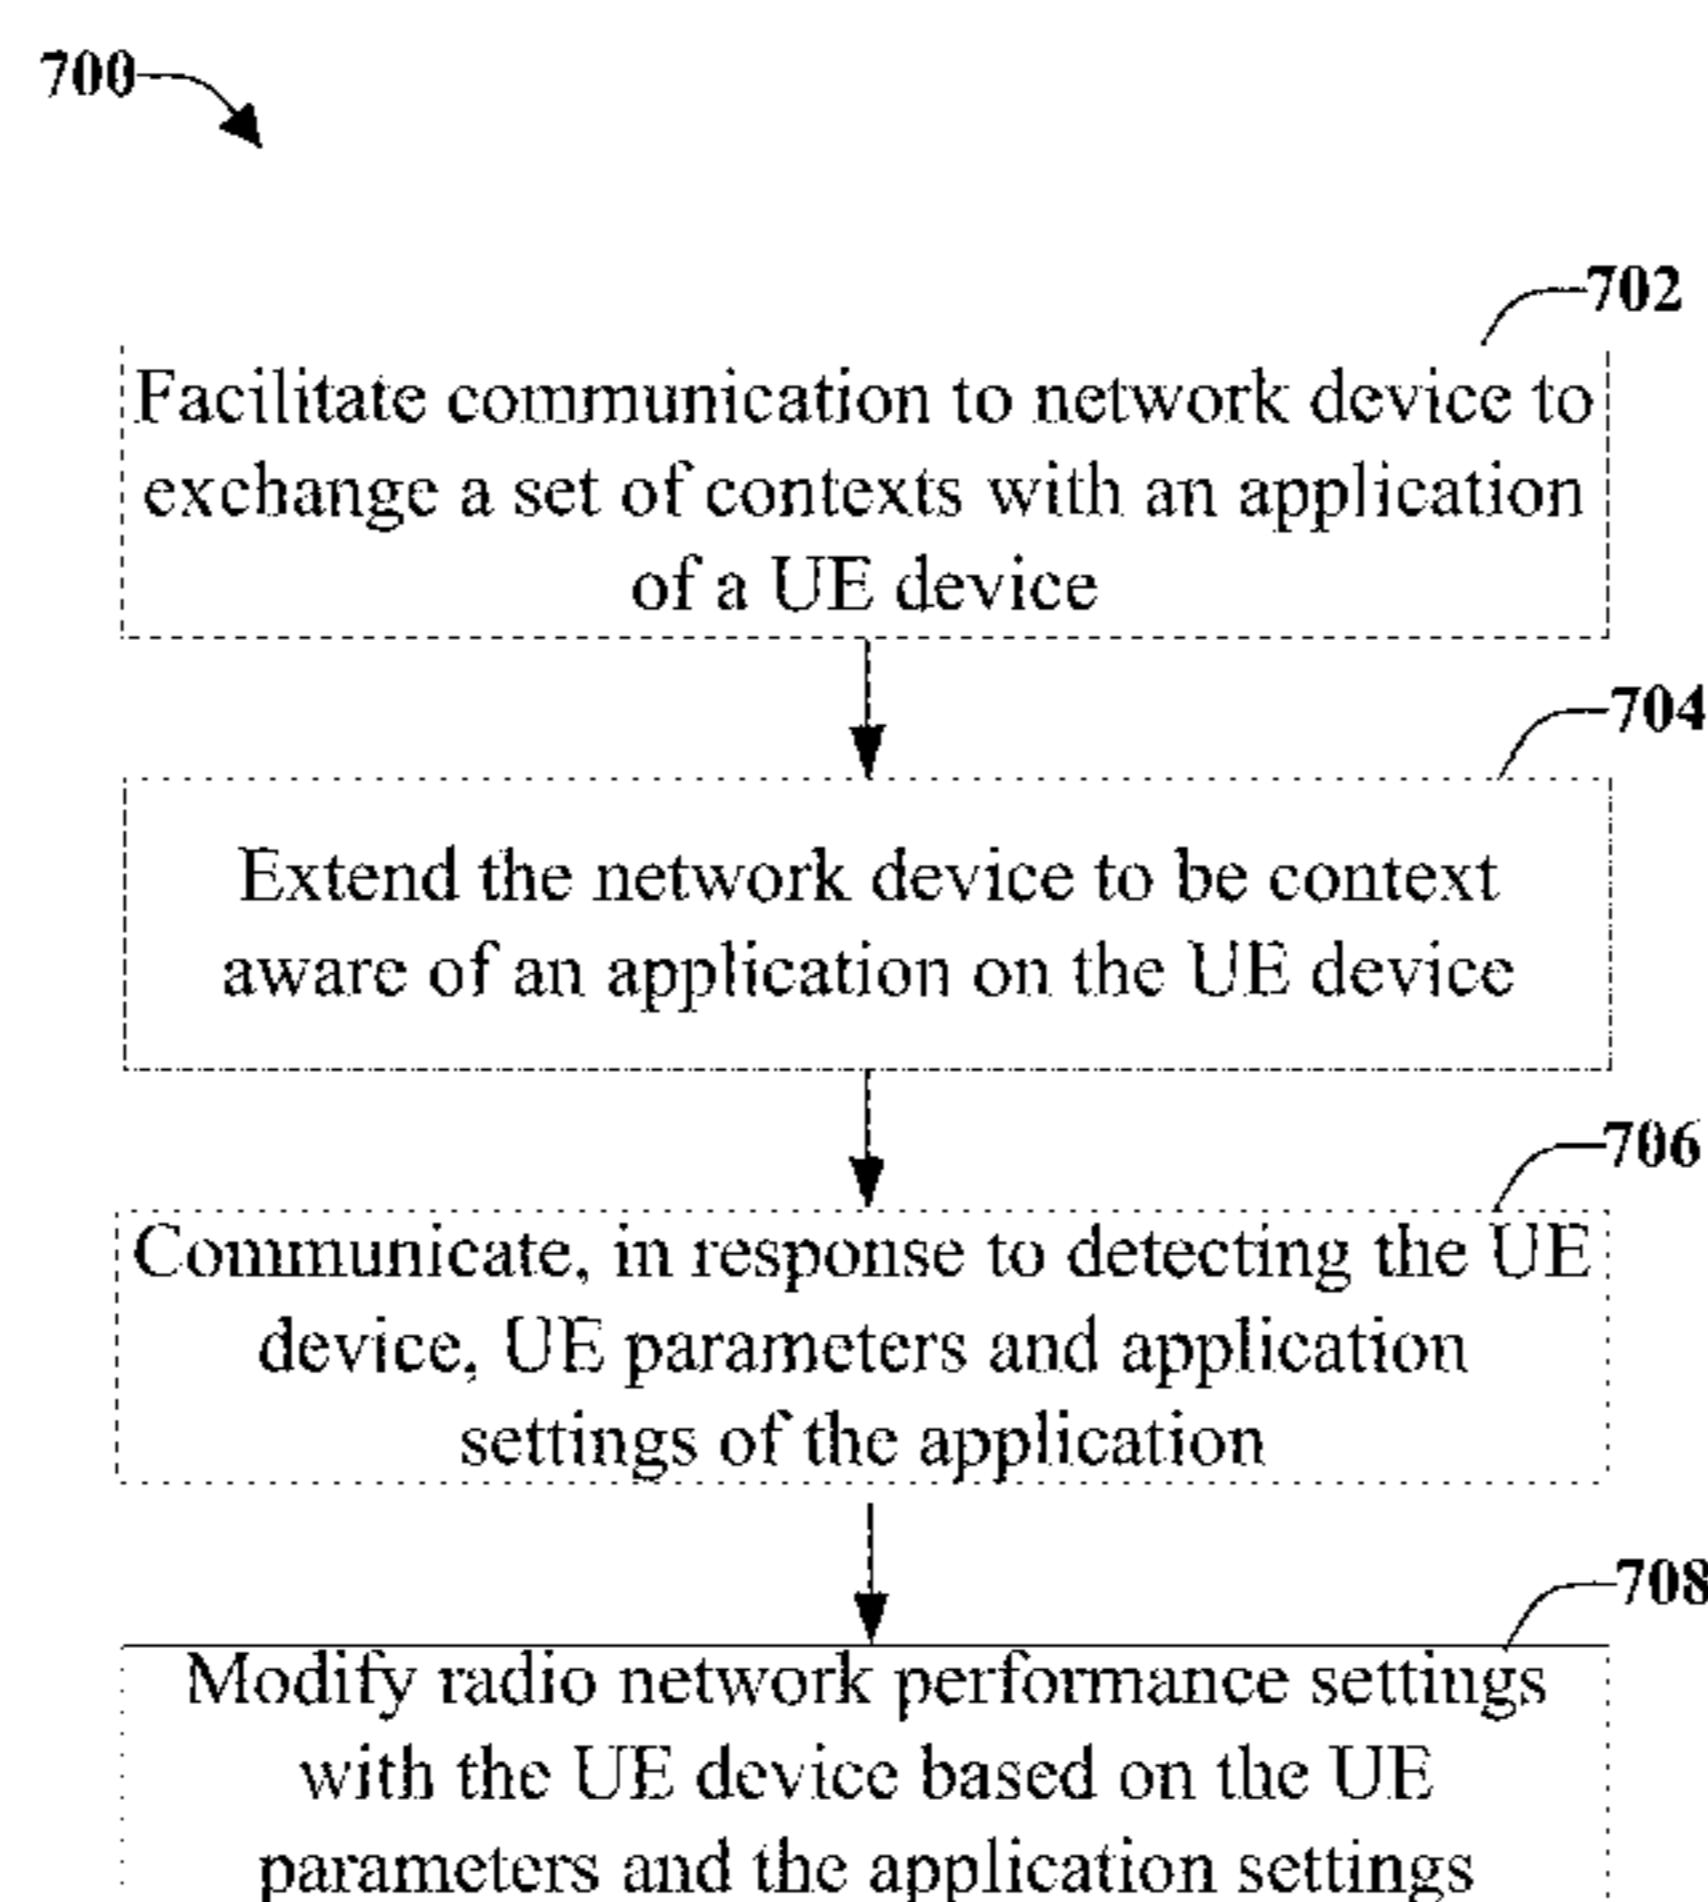 700
702
Facilitate communication to network device to
exchange a set of contexts with an application
of a UE device
704
Extend the network device to be context
aware of an application on the UE device
706
Communicate, in response to detecting the UE
device, UE parameters and application
settings of the application
708
Modify radio network performance settings
with the UE device based on the UE
parameters and the application settings